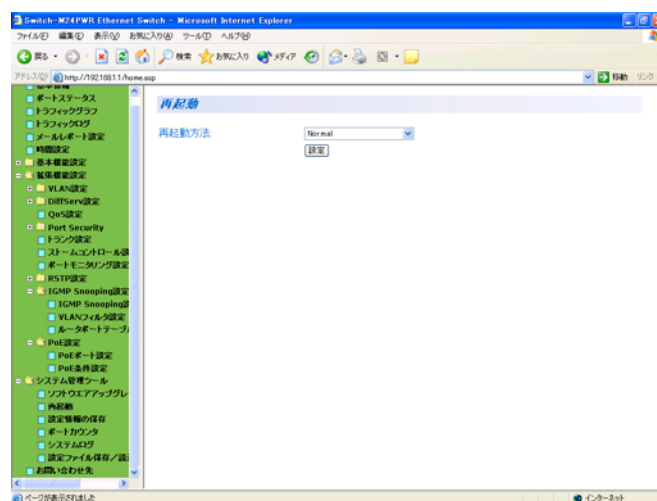 Switch-M24PWR Ethernet Switch - Microsoft Internet Explorer
ファイル(F) 編集(E) 表示(V) お気に入り(A) ツール(T) ヘルプ(H)
戻る 検索 お気に入り メディア
アドレス(D) http://192.168.1.1/home.asp 移動 リンク
基本情報
ポートステータス
トラフィックグラフ
トラフィックログ
メールレポート設定
時間設定
基本機能設定
拡張機能設定
VLAN設定
DiffServ設定
QoS設定
Port Security
トランク設定
ストームコントロール設
ポートモニタリング設定
RSTP設定
IGMP Snooping設定
IGMP Snooping設
VLANフィルタ設定
ルータポートテーブル
PoE設定
PoEポート設定
PoE条件設定
システム管理ツール
ソフトウエアアップグレ
再起動
設定情報の保存
ポートカウンタ
システムログ
設定ファイル保存/読
お問い合わせ先
再起動
再起動方法:
Normal
設定
ページが表示されました
インターネット